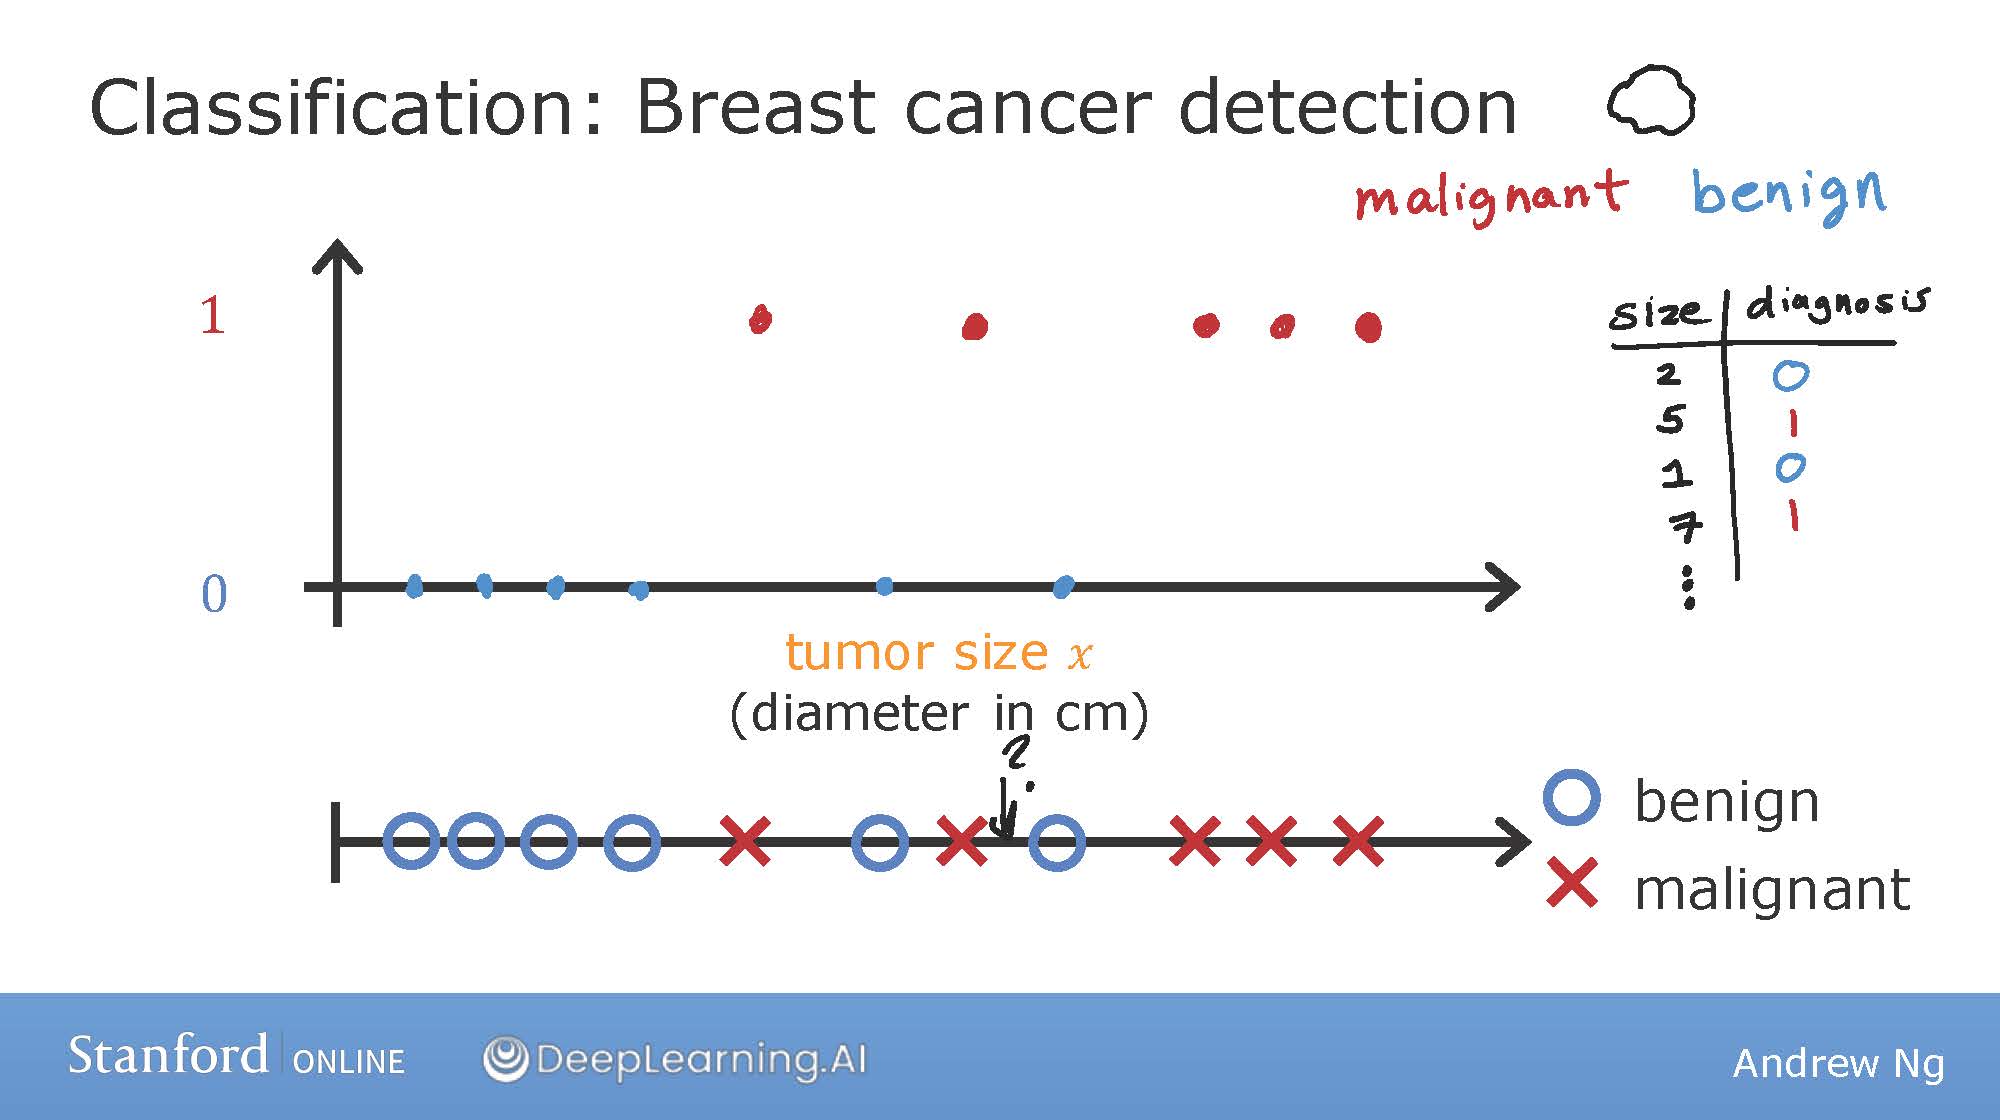 Classification: Breast cancer detection
malignant benign
1
0
tumor size x
(diameter in cm)
size diagnosis
2 0
5 1
1 0
7 1
⋮
?
benign
malignant
Stanford ONLINE
DeepLearning.AI
Andrew Ng